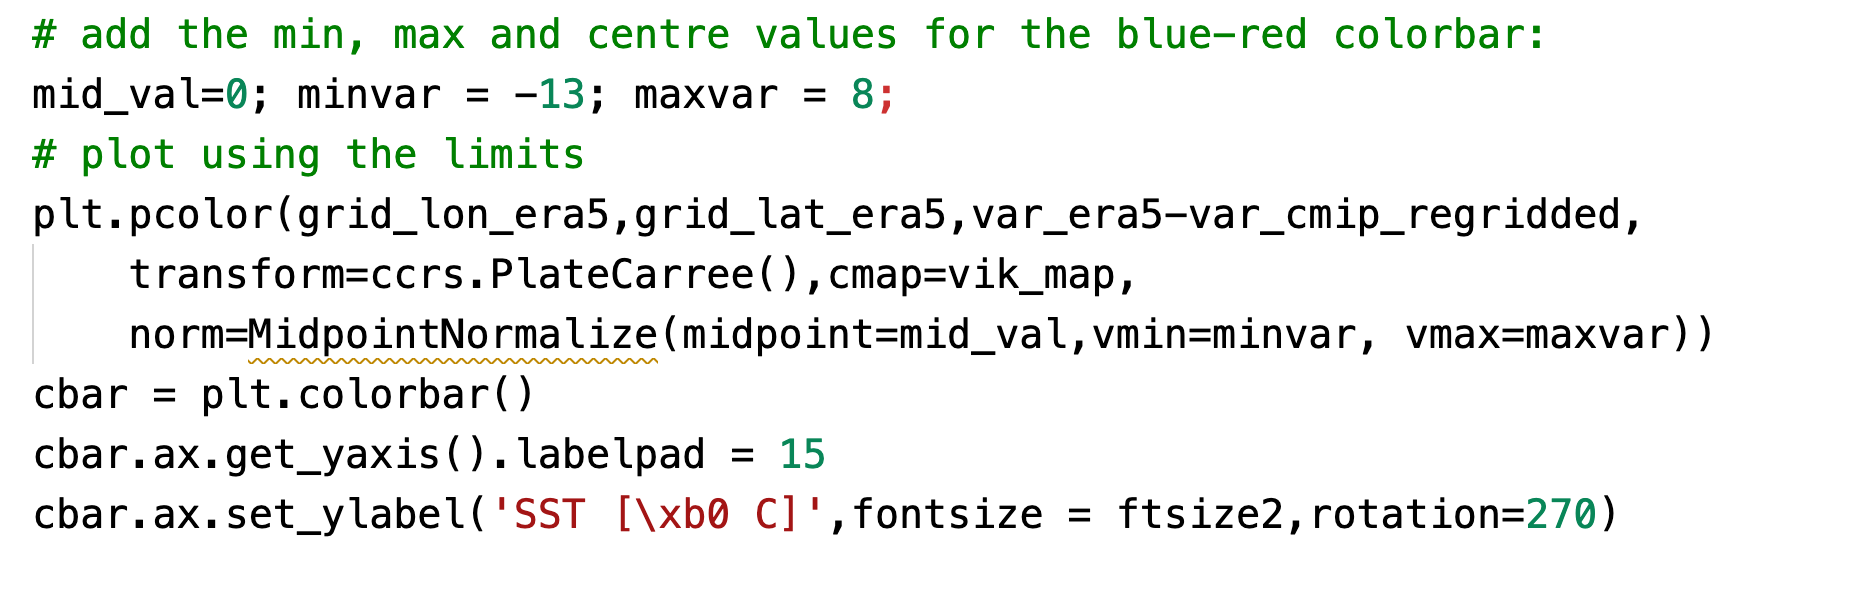 # add the min, max and centre values for the blue-red colorbar:
mid_val=0; minvar = -13; maxvar = 8;
# plot using the limits
plt.pcolor(grid_lon_era5,grid_lat_era5,var_era5-var_cmip_regridded,
    transform=ccrs.PlateCarree(),cmap=vik_map,
    norm=MidpointNormalize(midpoint=mid_val,vmin=minvar, vmax=maxvar))
cbar = plt.colorbar()
cbar.ax.get_yaxis().labelpad = 15
cbar.ax.set_ylabel('SST [\xb0 C]',fontsize = ftsize2,rotation=270)